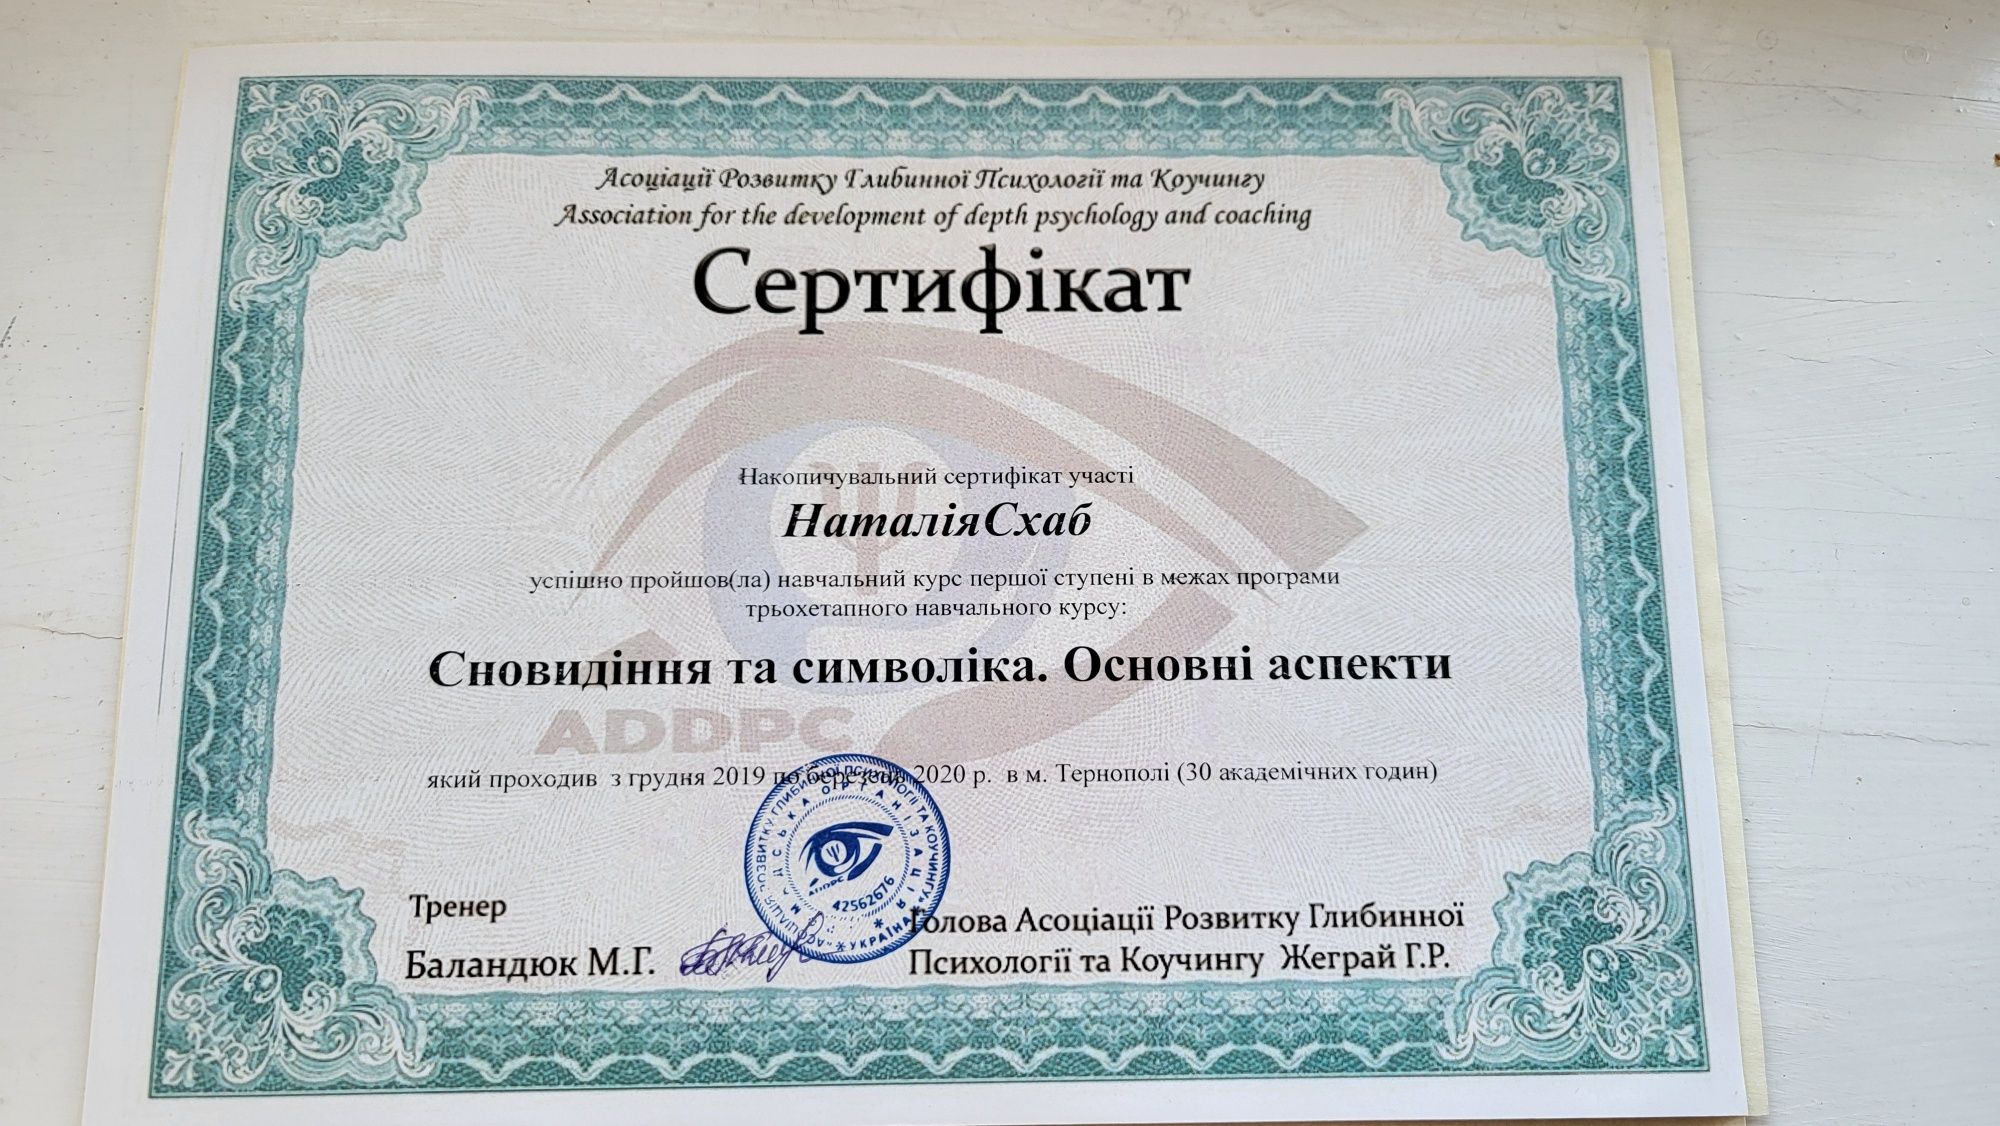 Асоціації Розвитку Глибинної Психології та Коучингу
Association for the development of depth psychology and coaching
Сертифікат
Накопичувальний сертифікат участі
НаталіяСхаб
успішно пройшов(ла) навчальний курс першої ступені в межах програми
трьохетапного навчального курсу:
Сновидіння та символіка. Основні аспекти
ADDPC
який проходив з грудня 2019 по березень 2020 р. в м. Тернополі (30 академічних годин)
ADDPC
42562676
УКРАЇНА
Тренер
Баландюк М.Г.
Голова Асоціації Розвитку Глибинної
Психології та Коучингу Жеграй Г.Р.